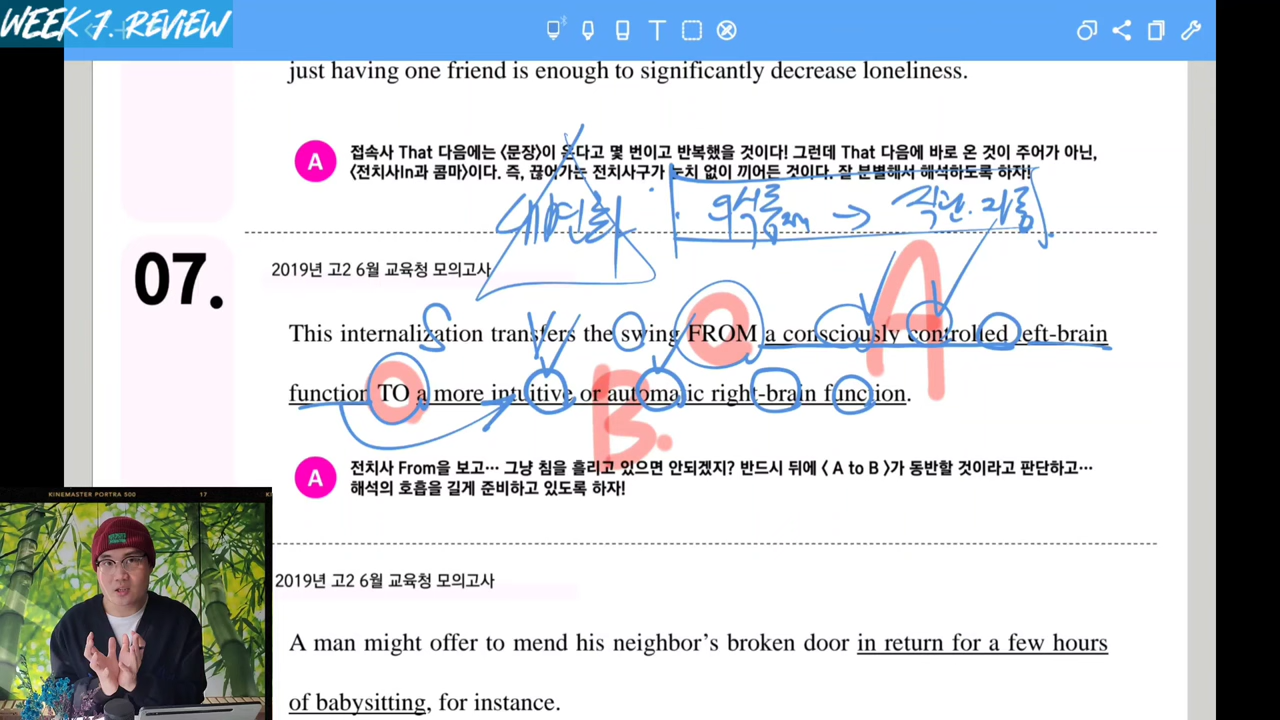 WEEK 7. REVIEW
just having one friend is enough to significantly decrease loneliness.
A
접속사 That 다음에는 <문장>이 온다고 몇 번이고 반복했을 것이다! 그런데 That 다음에 바로 온 것이 주어가 아닌,
<전치사In과 콤마>이다. 즉, 끊어가는 전치사구가 눈치 없이 끼어든 것이다. 잘 분별해서 해석하도록 하자!
내면화
의식통제 → 직관.자동
07.
2019년 고2 6월 교육청 모의고사
S
V
O
A
This internalization transfers the swing FROM a consciously controlled left-brain
function TO a more intuitive or automatic right-brain function.
B.
A
전치사 From을 보고… 그냥 침을 흘리고 있으면 안되겠지? 반드시 뒤에 < A to B >가 동반할 것이라고 판단하고…
해석의 호흡을 길게 준비하고 있도록 하자!
KINEMASTER PORTRA 500
17
2019년 고2 6월 교육청 모의고사
A man might offer to mend his neighbor's broken door in return for a few hours
of babysitting, for instance.